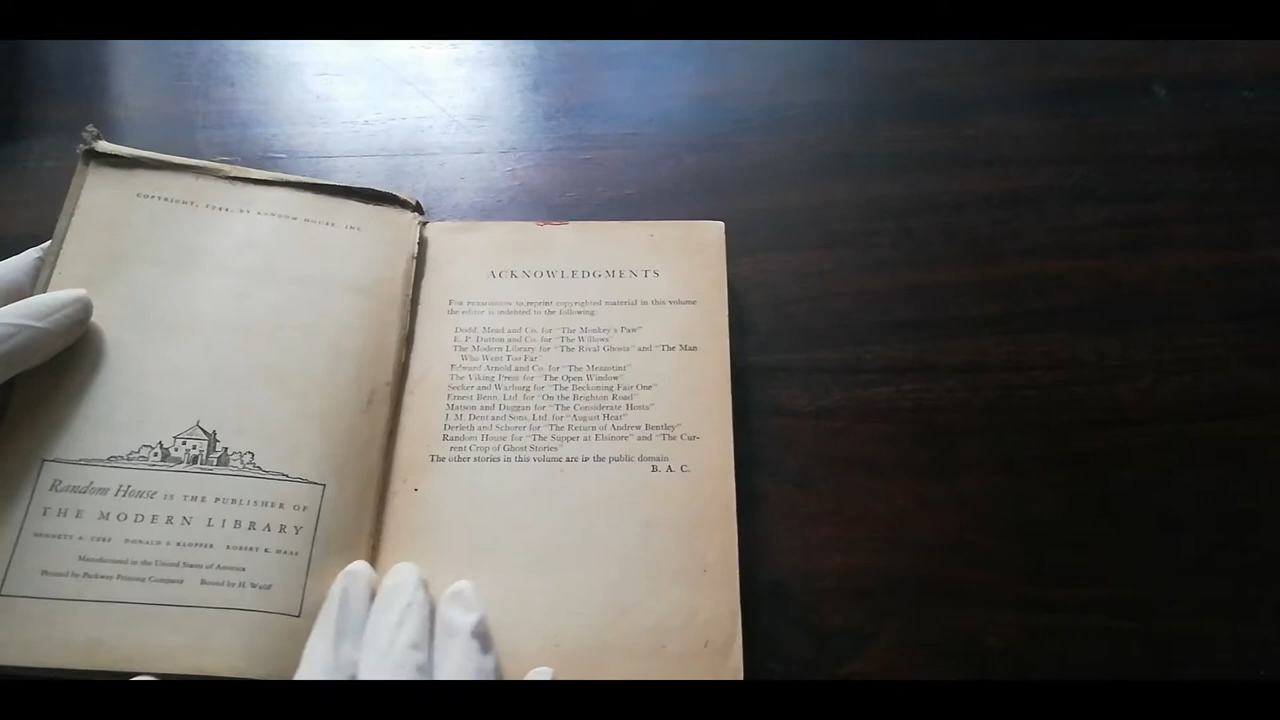 COPYRIGHT, 1944, BY RANDOM HOUSE, INC.
Random House IS THE PUBLISHER OF
THE MODERN LIBRARY
BENNETT A. CERF DONALD S. KLOPFER ROBERT K. HAAS
Manufactured in the United States of America
Printed by Parkway Printing Company Bound by H. Wolff
ACKNOWLEDGMENTS
FOR PERMISSION to reprint copyrighted material in this volume
the editor is indebted to the following:
Dodd, Mead and Co. for "The Monkey's Paw"
E. P. Dutton and Co. for "The Willows"
The Modern Library for "The Rival Ghosts" and "The Man
Who Went Too Far"
Edward Arnold and Co. for "The Mezzotint"
The Viking Press for "The Open Window"
Secker and Warburg for "The Beckoning Fair One"
Ernest Benn, Ltd. for "On the Brighton Road"
Matson and Duggan for "The Considerate Hosts"
J. M. Dent and Sons, Ltd. for "August Heat"
Derleth and Schorer for "The Return of Andrew Bentley"
Random House for "The Supper at Elsinore" and "The Cur-
rent Crop of Ghost Stories"
The other stories in this volume are in the public domain.
B. A. C.